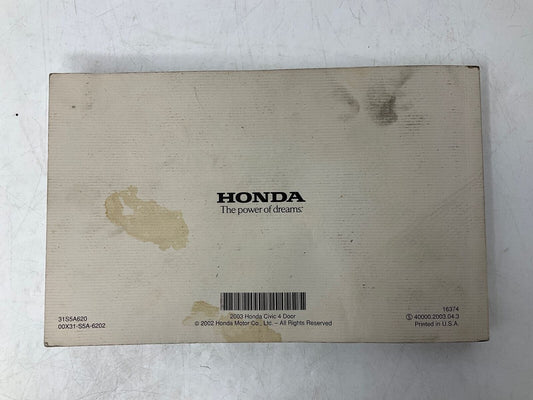 HONDA
The power of dreams.
31S5A620
00X31-S5A-6202
2003 Honda Civic 4 Door
© 2002 Honda Motor Co., Ltd. – All Rights Reserved
16374
Ⓢ 40000.2003.04.3
Printed in U.S.A.